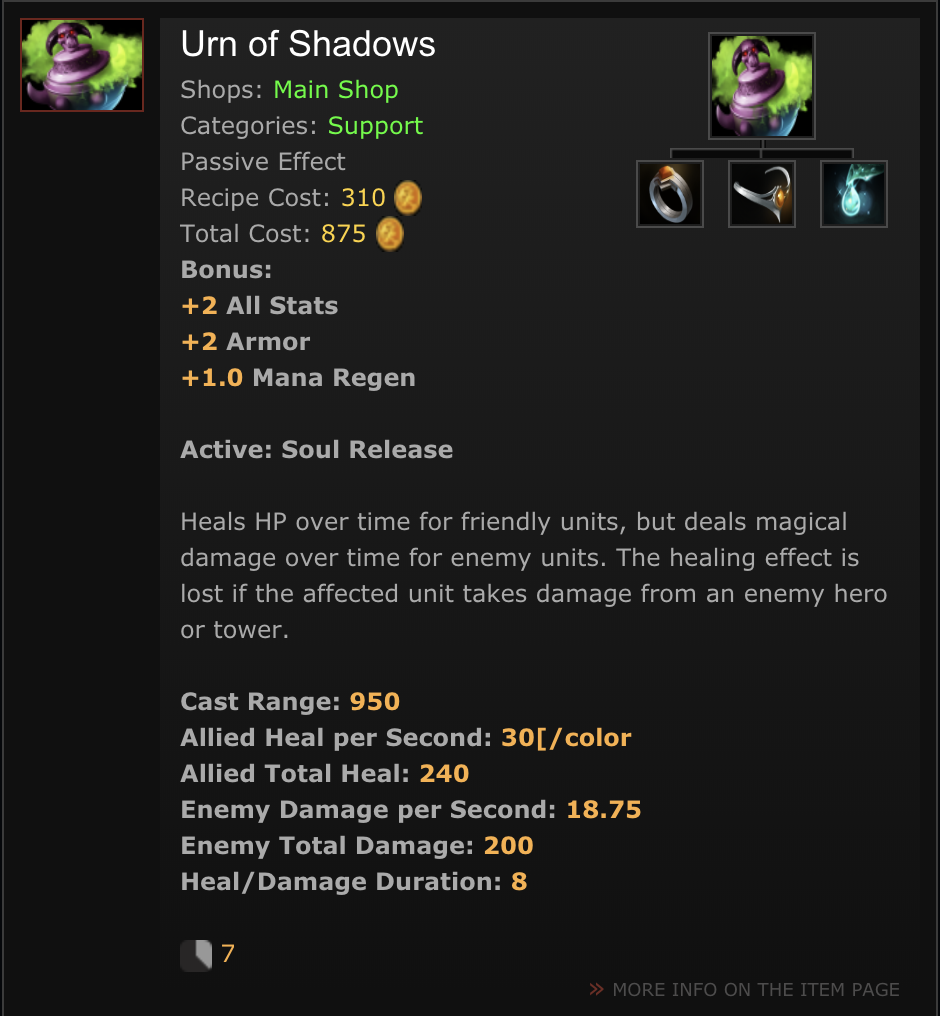 Urn of Shadows
Shops: Main Shop
Categories: Support
Passive Effect
Recipe Cost: 310
Total Cost: 875
Bonus:
+2 All Stats
+2 Armor
+1.0 Mana Regen
Active: Soul Release
Heals HP over time for friendly units, but deals magical
damage over time for enemy units. The healing effect is
lost if the affected unit takes damage from an enemy hero
or tower.
Cast Range: 950
Allied Heal per Second: 30[/color
Allied Total Heal: 240
Enemy Damage per Second: 18.75
Enemy Total Damage: 200
Heal/Damage Duration: 8
7
» MORE INFO ON THE ITEM PAGE